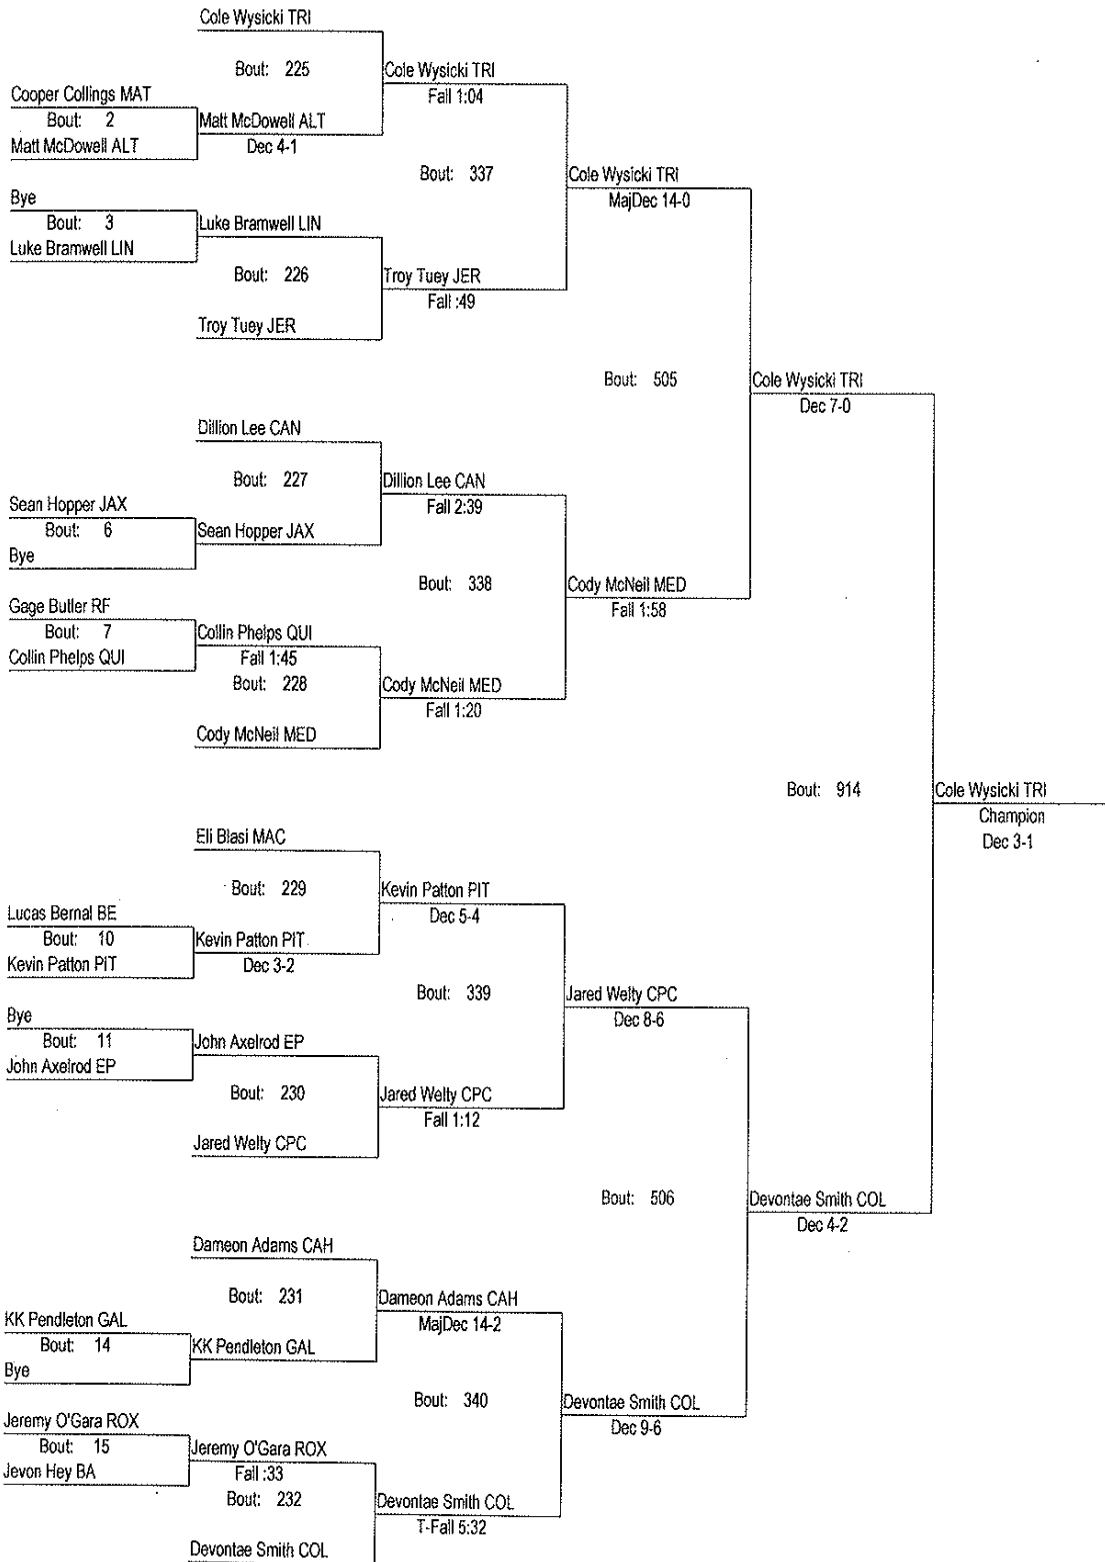 Cole Wysicki TRI
Bout: 225
Cole Wysicki TRI
Fall 1:04
Cooper Collings MAT
Bout: 2
Matt McDowell ALT
Matt McDowell ALT
Dec 4-1
Bout: 337
Cole Wysicki TRI
MajDec 14-0
Bye
Bout: 3
Luke Bramwell LIN
Luke Bramwell LIN
Bout: 226
Troy Tuey JER
Fall :49
Troy Tuey JER
Bout: 505
Cole Wysicki TRI
Dec 7-0
Dillion Lee CAN
Bout: 227
Dillion Lee CAN
Fall 2:39
Sean Hopper JAX
Bout: 6
Bye
Sean Hopper JAX
Bout: 338
Cody McNeil MED
Fall 1:58
Gage Butler RF
Bout: 7
Collin Phelps QUI
Collin Phelps QUI
Fall 1:45
Bout: 228
Cody McNeil MED
Fall 1:20
Cody McNeil MED
Bout: 914
Cole Wysicki TRI
Champion
Dec 3-1
Eli Blasi MAC
Bout: 229
Kevin Patton PIT
Dec 5-4
Lucas Bernal BE
Bout: 10
Kevin Patton PIT
Kevin Patton PIT
Dec 3-2
Bout: 339
Jared Welty CPC
Dec 8-6
Bye
Bout: 11
John Axelrod EP
John Axelrod EP
Bout: 230
Jared Welty CPC
Fall 1:12
Jared Welty CPC
Bout: 506
Devontae Smith COL
Dec 4-2
Dameon Adams CAH
Bout: 231
Dameon Adams CAH
MajDec 14-2
KK Pendleton GAL
Bout: 14
Bye
KK Pendleton GAL
Bout: 340
Devontae Smith COL
Dec 9-6
Jeremy O'Gara ROX
Bout: 15
Jevon Hey BA
Jeremy O'Gara ROX
Fall :33
Bout: 232
Devontae Smith COL
T-Fall 5:32
Devontae Smith COL